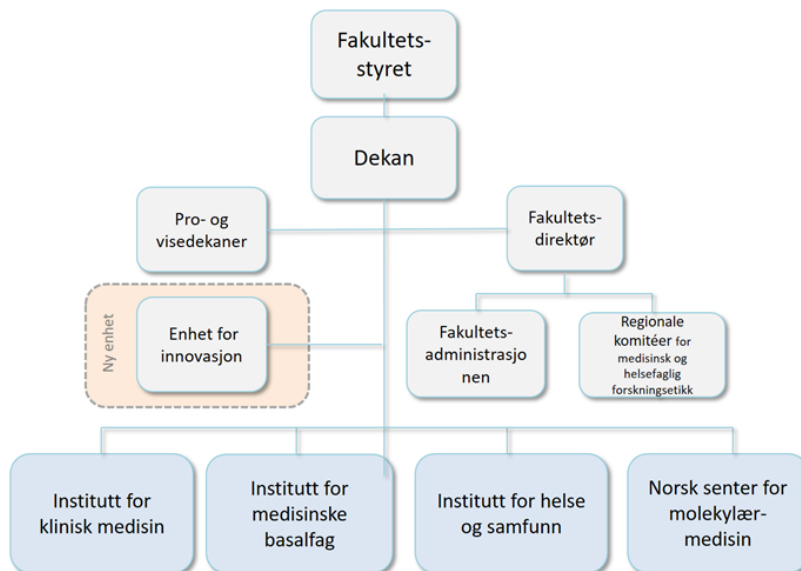 Fakultets-
styret
Dekan
Pro- og
visedekaner
Fakultets-
direktør
Ny enhet
Enhet for
innovasjon
Fakultets-
administrasjo
nen
Regionale
komitéer for
medisinsk og
helsefaglig
forskningsetikk
Institutt for
klinisk medisin
Institutt for
medisinske
basalfag
Institutt for helse
og samfunn
Norsk senter for
molekylær-
medisin